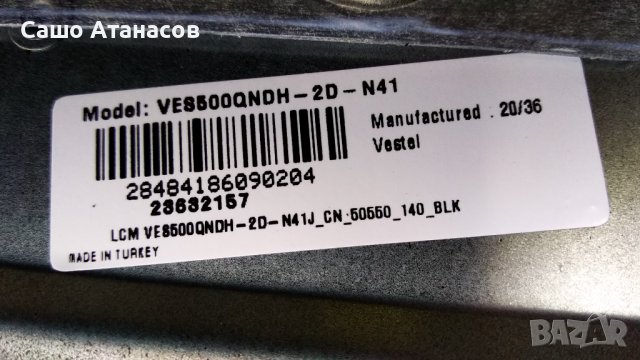 Сашо Атанасов
Model: VES500QNDH-2D-N41
Manufactured . 20/36
Vestel
28484186090204
23632157
LCM VES500QNDH-2D-N41J_CN_50550_140_BLK
MADE IN TURKEY
BAZAR